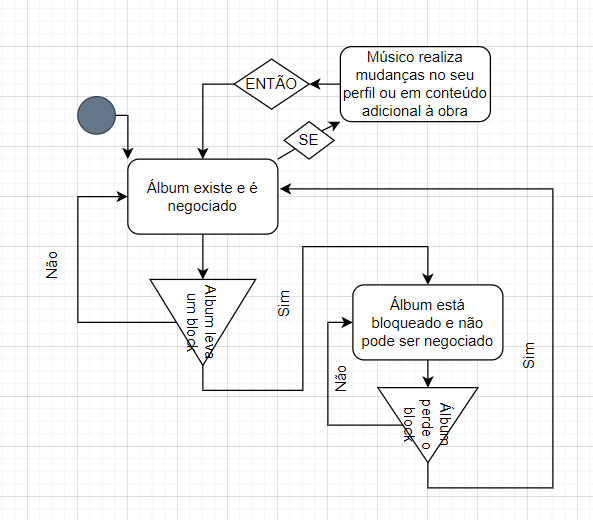 Músico realiza
mudanças no seu
perfil ou em conteúdo
adicional à obra
ENTÃO
SE
Álbum existe e é
negociado
Não
Álbum leva
um block
Sim
Álbum está
bloqueado e não
pode ser negociado
Não
Álbum
perde o
block
Sim